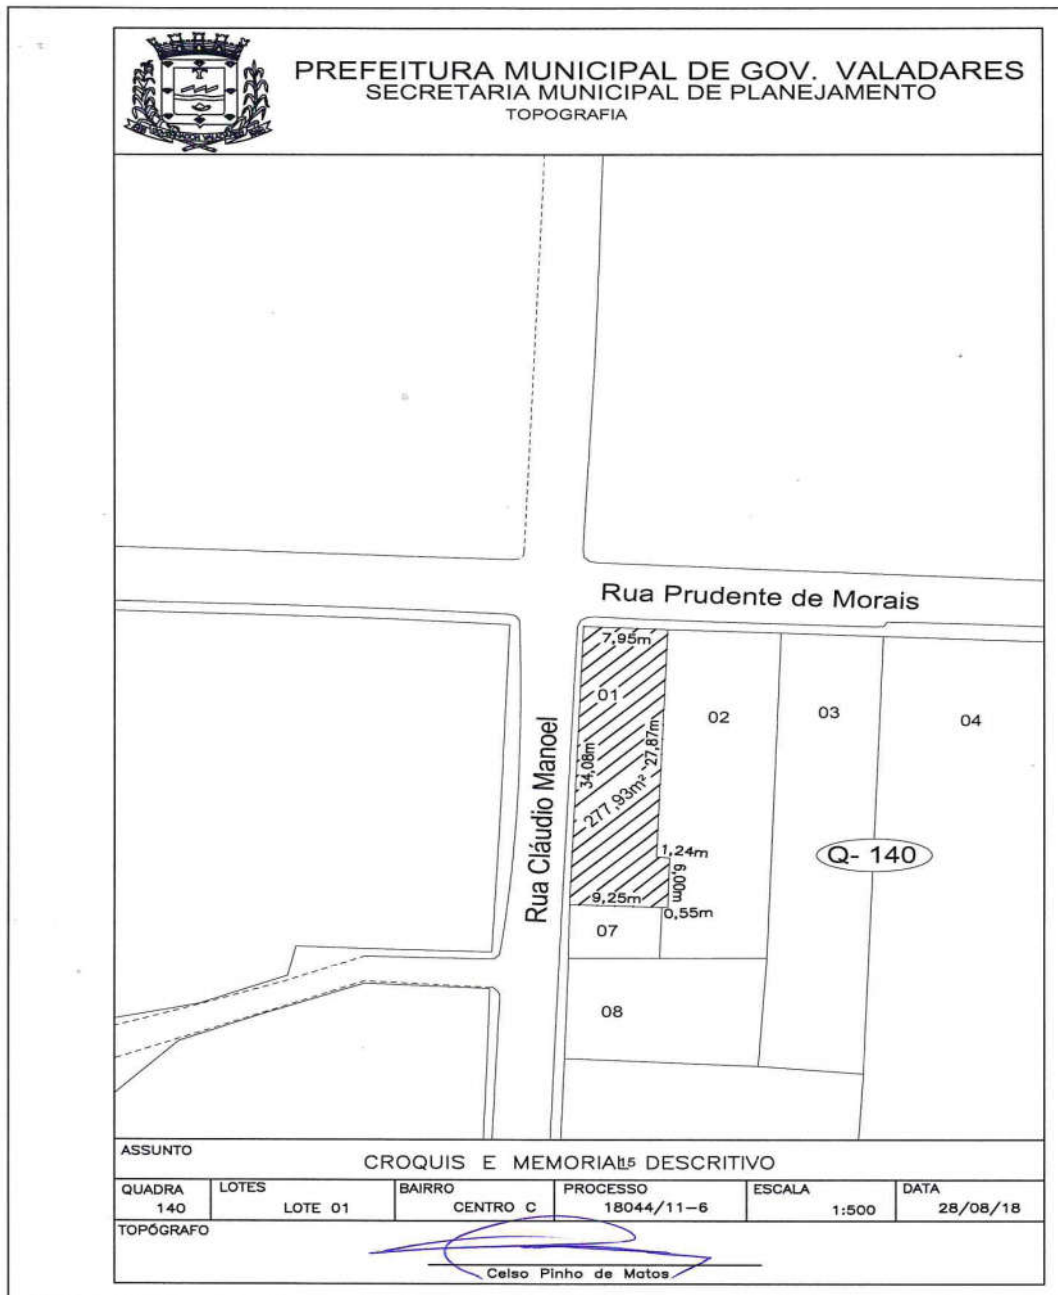 PREFEITURA MUNICIPAL DE GOV. VALADARES
SECRETARIA MUNICIPAL DE PLANEJAMENTO
TOPOGRAFIA
Rua Prudente de Morais
7,95m
01
02
03
04
34,08m
27,87m
277,93m²
Rua Cláudio Manoel
1,24m
6,00m
Q- 140
9,25m
0,55m
07
08
ASSUNTO
CROQUIS E MEMORIAL DESCRITIVO
QUADRA
140
LOTES
LOTE 01
BAIRRO
CENTRO C
PROCESSO
18044/11-6
ESCALA
1:500
DATA
28/08/18
TOPÓGRAFO
Celso Pinho de Matos